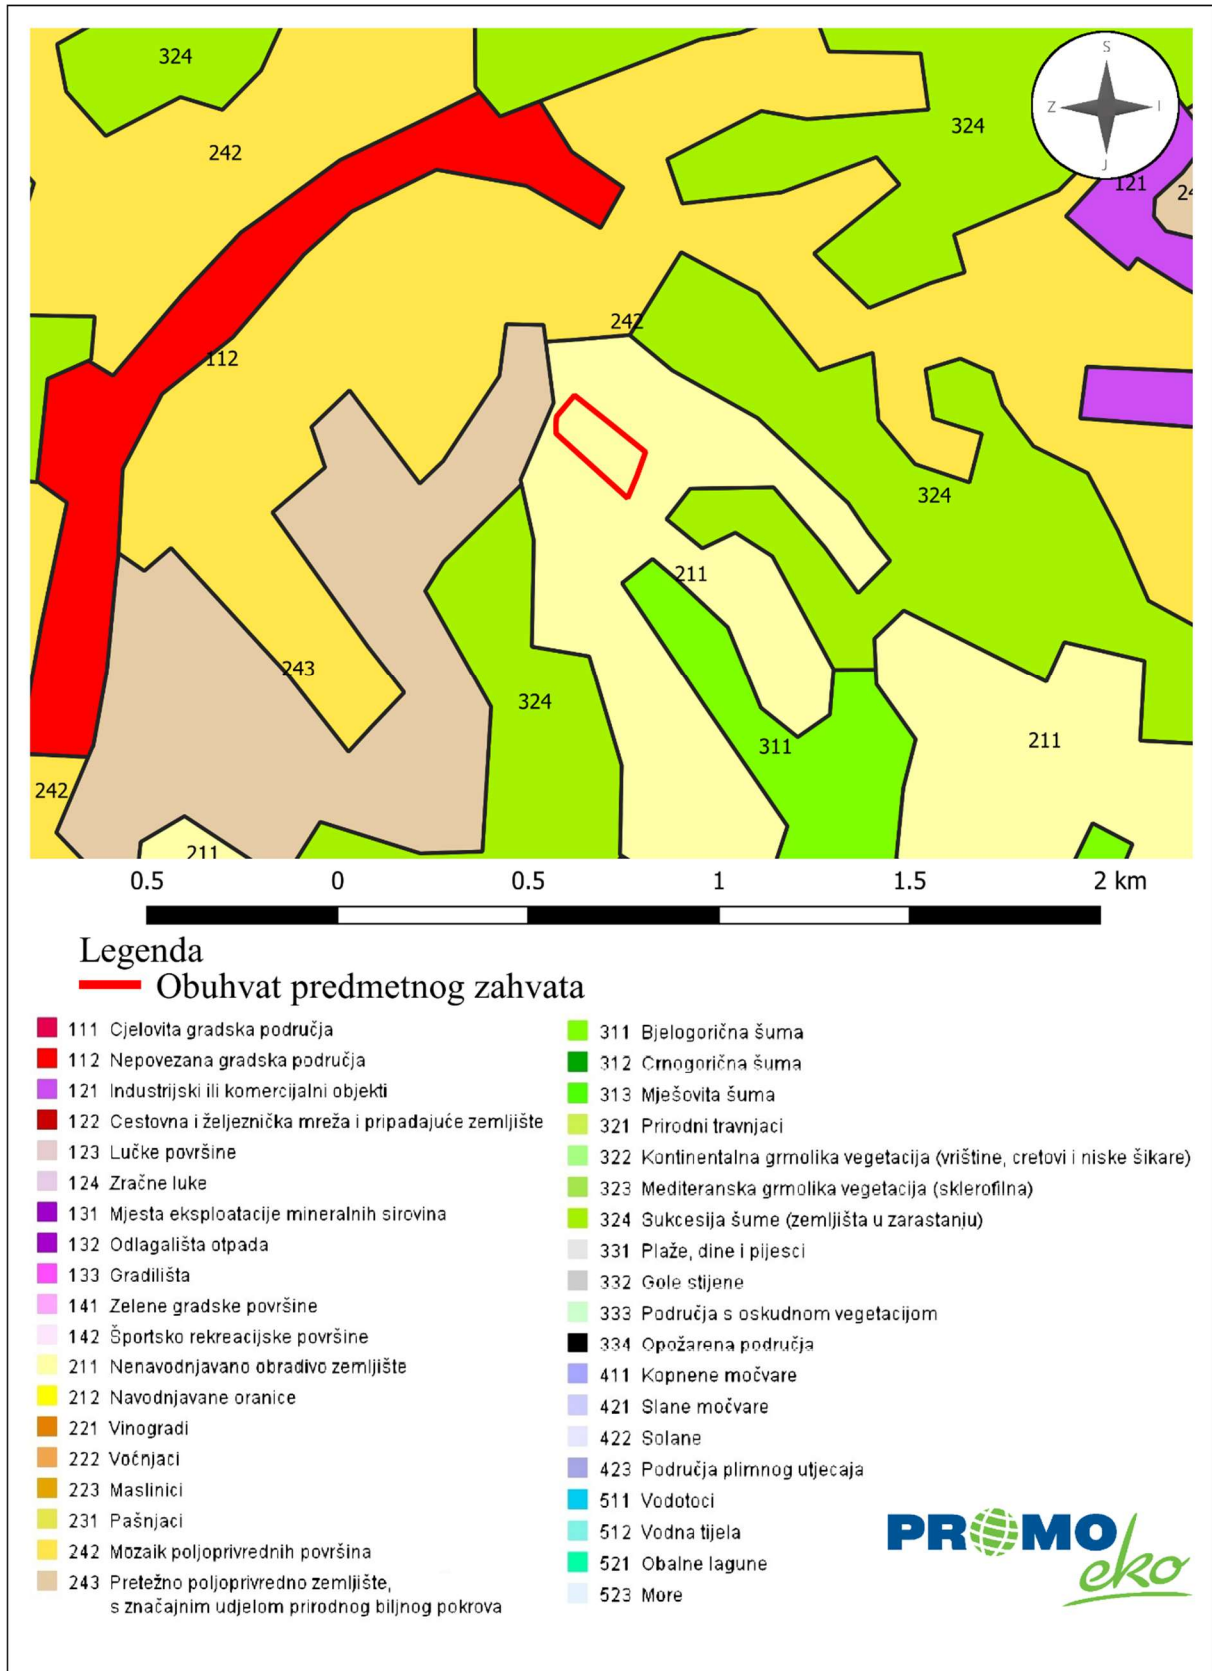 324
S
Z
I
J
324
242
121
24
242
112
324
211
243
324
311
211
242
211
0.5 0 0.5 1 1.5 2 km
Legenda
Obuhvat predmetnog zahvata
111 Cjelovita gradska područja
112 Nepovezana gradska područja
121 Industrijski ili komercijalni objekti
122 Cestovna i željeznička mreža i pripadajuće zemljište
123 Lučke površine
124 Zračne luke
131 Mjesta eksploatacije mineralnih sirovina
132 Odlagališta otpada
133 Gradilišta
141 Zelene gradske površine
142 Športsko rekreacijske površine
211 Nenavodnjavano obradivo zemljište
212 Navodnjavane oranice
221 Vinogradi
222 Voćnjaci
223 Maslinici
231 Pašnjaci
242 Mozaik poljoprivrednih površina
243 Pretežno poljoprivredno zemljište,
s značajnim udjelom prirodnog biljnog pokrova
311 Bjelogorična šuma
312 Crnogorična šuma
313 Mješovita šuma
321 Prirodni travnjaci
322 Kontinentalna grmolika vegetacija (vrištine, cretovi i niske šikare)
323 Mediteranska grmolika vegetacija (sklerofilna)
324 Sukcesija šume (zemljišta u zarastanju)
331 Plaže, dine i pijesci
332 Gole stijene
333 Područja s oskudnom vegetacijom
334 Opožarena područja
411 Kopnene močvare
421 Slane močvare
422 Solane
423 Područja plimnog utjecaja
511 Vodotoci
512 Vodna tijela
521 Obalne lagune
523 More
PROMO
eko